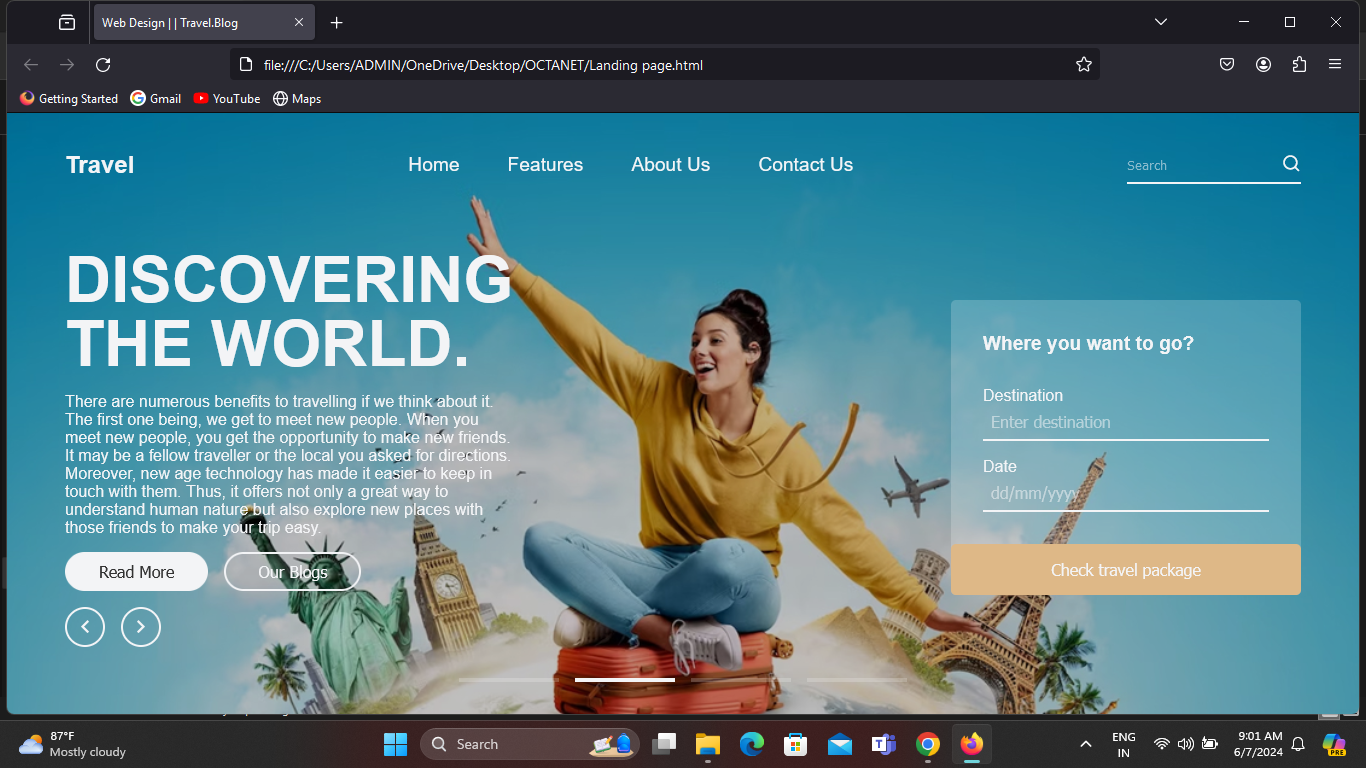 Web Design | | Travel.Blog
file:///C:/Users/ADMIN/OneDrive/Desktop/OCTANET/Landing page.html
Getting Started Gmail YouTube Maps
Travel Home Features About Us Contact Us Search
DISCOVERING
THE WORLD.
There are numerous benefits to travelling if we think about it.
The first one being, we get to meet new people. When you
meet new people, you get the opportunity to make new friends.
It may be a fellow traveller or the local you asked for directions.
Moreover, new age technology has made it easier to keep in
touch with them. Thus, it offers not only a great way to
understand human nature but also explore new places with
those friends to make your trip easy.
Read More Our Blogs
Where you want to go?
Destination
Enter destination
Date
dd/mm/yyyy
Check travel package
87°F
Mostly cloudy
Search
ENG
IN
9:01 AM
6/7/2024
PRE